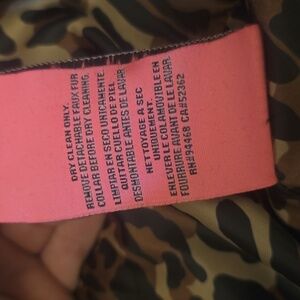 DRY CLEAN ONLY.
REMOVE DETACHABLE FAUX FUR
COLLAR BEFORE DRY CLEANING.
LIMPIAR EN SECO UNICAMENTE.
QUITAR CUELLO DE PIEL
DESMONTABLE ANTES DE LAVAR.
NETTOYAGE A SEC
UNIQUEMENT.
ENLEVER LE COL AMOVIBLE EN
FOURRURE AVANT DE LE LAVAR.
RN#94468 CA#52362